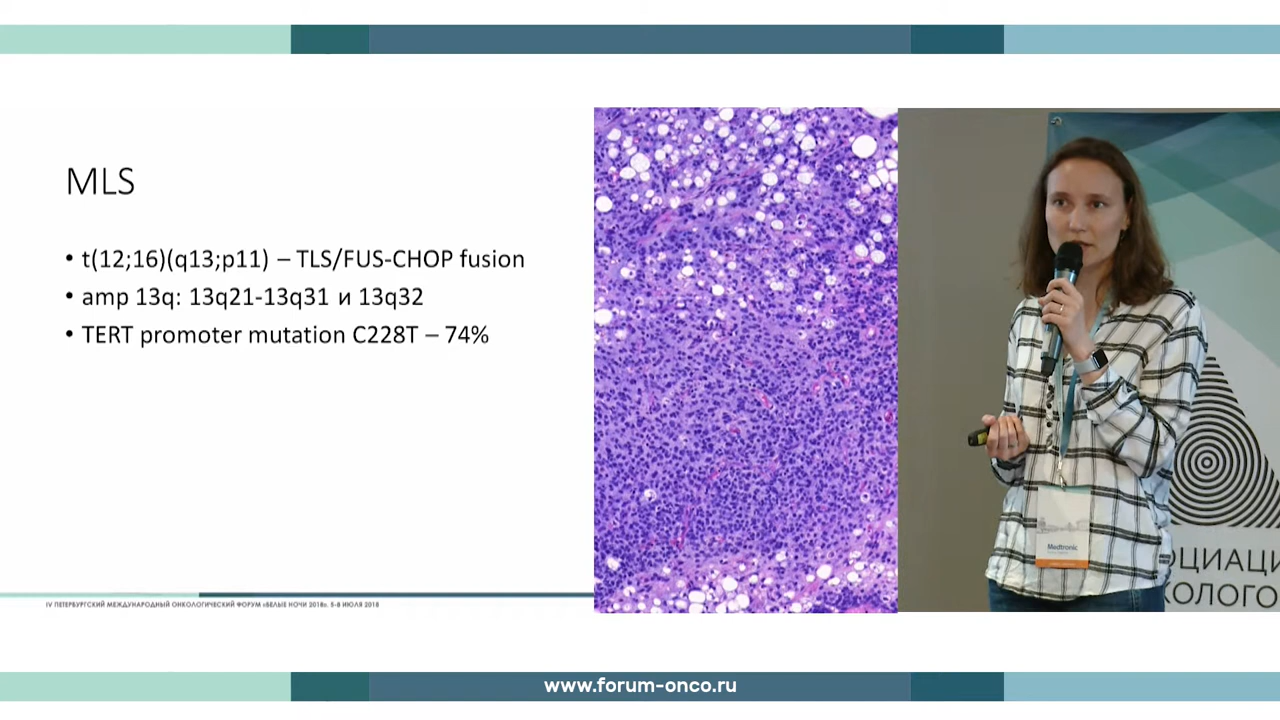 MLS
• t(12;16)(q13;p11) – TLS/FUS-CHOP fusion
• amp 13q: 13q21-13q31 и 13q32
• TERT promoter mutation C228T – 74%
IV ПЕТЕРБУРГСКИЙ МЕЖДУНАРОДНЫЙ ОНКОЛОГИЧЕСКИЙ ФОРУМ «БЕЛЫЕ НОЧИ 2018». 5-8 ИЮЛЯ 2018
Medtronic
ОЦИАЦИ
КОЛОГО
www.forum-onco.ru